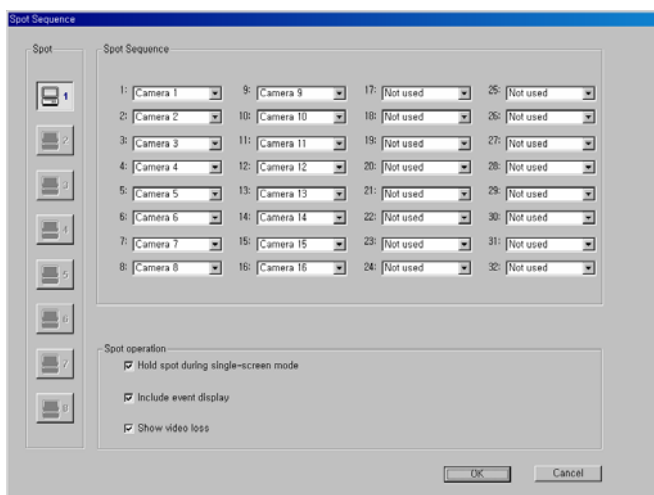 Spot Sequence
Spot
1
2
3
4
5
6
7
8
Spot Sequence
1: Camera 1 9: Camera 9 17: Not used 25: Not used
2: Camera 2 10: Camera 10 18: Not used 26: Not used
3: Camera 3 11: Camera 11 19: Not used 27: Not used
4: Camera 4 12: Camera 12 20: Not used 28: Not used
5: Camera 5 13: Camera 13 21: Not used 29: Not used
6: Camera 6 14: Camera 14 22: Not used 30: Not used
7: Camera 7 15: Camera 15 23: Not used 31: Not used
8: Camera 8 16: Camera 16 24: Not used 32: Not used
Spot operation
Hold spot during single-screen mode
Include event display
Show video loss
OK Cancel